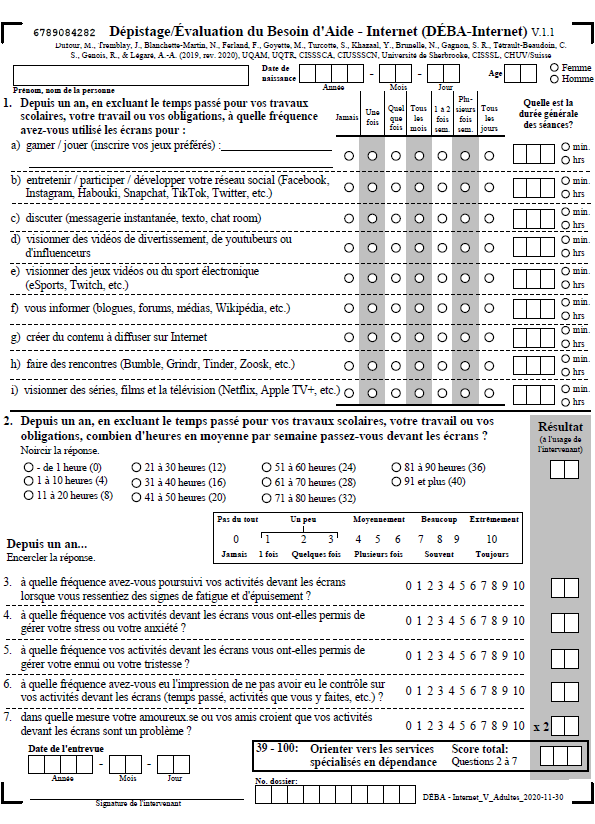 6789084282 Dépistage/Évaluation du Besoin d'Aide - Internet (DÉBA-Internet) V.1.1
Dufour, M., Tremblay, J., Blanchette-Martin, N., Ferland, F., Goyette, M., Turcotte, S., Khazaal, Y., Brunelle, N., Gagnon, S. R., Tétrault-Beaudoin, C.
S., Genois, R., & Légaré, A.-A. (2019, rev. 2020), UQAM, UQTR, CISSSCA, CIUSSSCN, Université de Sherbrooke, CISSSL, CHUV/Suisse
Prénom, nom de la personne
Date de naissance
Année - Mois - Jour
Age
Femme
Homme
1. Depuis un an, en excluant le temps passé pour vos travaux
scolaires, votre travail ou vos obligations, à quelle fréquence
avez-vous utilisé les écrans pour :
Jamais
Une fois
Quel que fois
Tous les mois
1 à 2 fois sem.
Plu- sieurs fois sem.
Tous les jours
Quelle est la durée générale des séances?
a) gamer / jouer (inscrire vos jeux préférés) :
min.
hrs
b) entretenir / participer / développer votre réseau social (Facebook,
Instagram, Habouki, Snapchat, TikTok, Twitter, etc.)
min.
hrs
c) discuter (messagerie instantanée, texto, chat room)
min.
hrs
d) visionner des vidéos de divertissement, de youtubeurs ou
d'influenceurs
min.
hrs
e) visionner des jeux vidéos ou du sport électronique
(eSports, Twitch, etc.)
min.
hrs
f) vous informer (blogues, forums, médias, Wikipédia, etc.)
min.
hrs
g) créer du contenu à diffuser sur Internet
min.
hrs
h) faire des rencontres (Bumble, Grindr, Tinder, Zoosk, etc.)
min.
hrs
i) visionner des séries, films et la télévision (Netflix, Apple TV+, etc.)
min.
hrs
2. Depuis un an, en excluant le temps passé pour vos travaux scolaires, votre travail ou vos
obligations, combien d'heures en moyenne par semaine passez-vous devant les écrans ?
Noircir la réponse.
Résultat
(à l'usage de
l'intervenant)
- de 1 heure (0) 21 à 30 heures (12) 51 à 60 heures (24) 81 à 90 heures (36)
1 à 10 heures (4) 31 à 40 heures (16) 61 à 70 heures (28) 91 et plus (40)
11 à 20 heures (8) 41 à 50 heures (20) 71 à 80 heures (32)
Pas du tout Un peu Moyennement Beaucoup Extrêmement
0 1 2 3 4 5 6 7 8 9 10
Jamais 1 fois Quelques fois Plusieurs fois Souvent Toujours
Depuis un an...
Encercler la réponse.
3. à quelle fréquence avez-vous poursuivi vos activités devant les écrans
lorsque vous ressentiez des signes de fatigue et d'épuisement ?
0 1 2 3 4 5 6 7 8 9 10
4. à quelle fréquence vos activités devant les écrans vous ont-elles permis de
gérer votre stress ou votre anxiété ?
0 1 2 3 4 5 6 7 8 9 10
5. à quelle fréquence vos activités devant les écrans vous ont-elles permis de
gérer votre ennui ou votre tristesse ?
0 1 2 3 4 5 6 7 8 9 10
6. à quelle fréquence avez-vous eu l'impression de ne pas avoir eu le contrôle sur
vos activités devant les écrans (temps passé, activités que vous y faites, etc.) ?
0 1 2 3 4 5 6 7 8 9 10
7. dans quelle mesure votre amoureux.se ou vos amis croient que vos activités
devant les écrans sont un problème ?
0 1 2 3 4 5 6 7 8 9 10 x 2
Date de l'entrevue
Année - Mois - Jour
39 - 100: Orienter vers les services
spécialisés en dépendance
Score total:
Questions 2 à 7
Signature de l'intervenant
No. dossier:
DÉBA - Internet_V_Adultes_2020-11-30